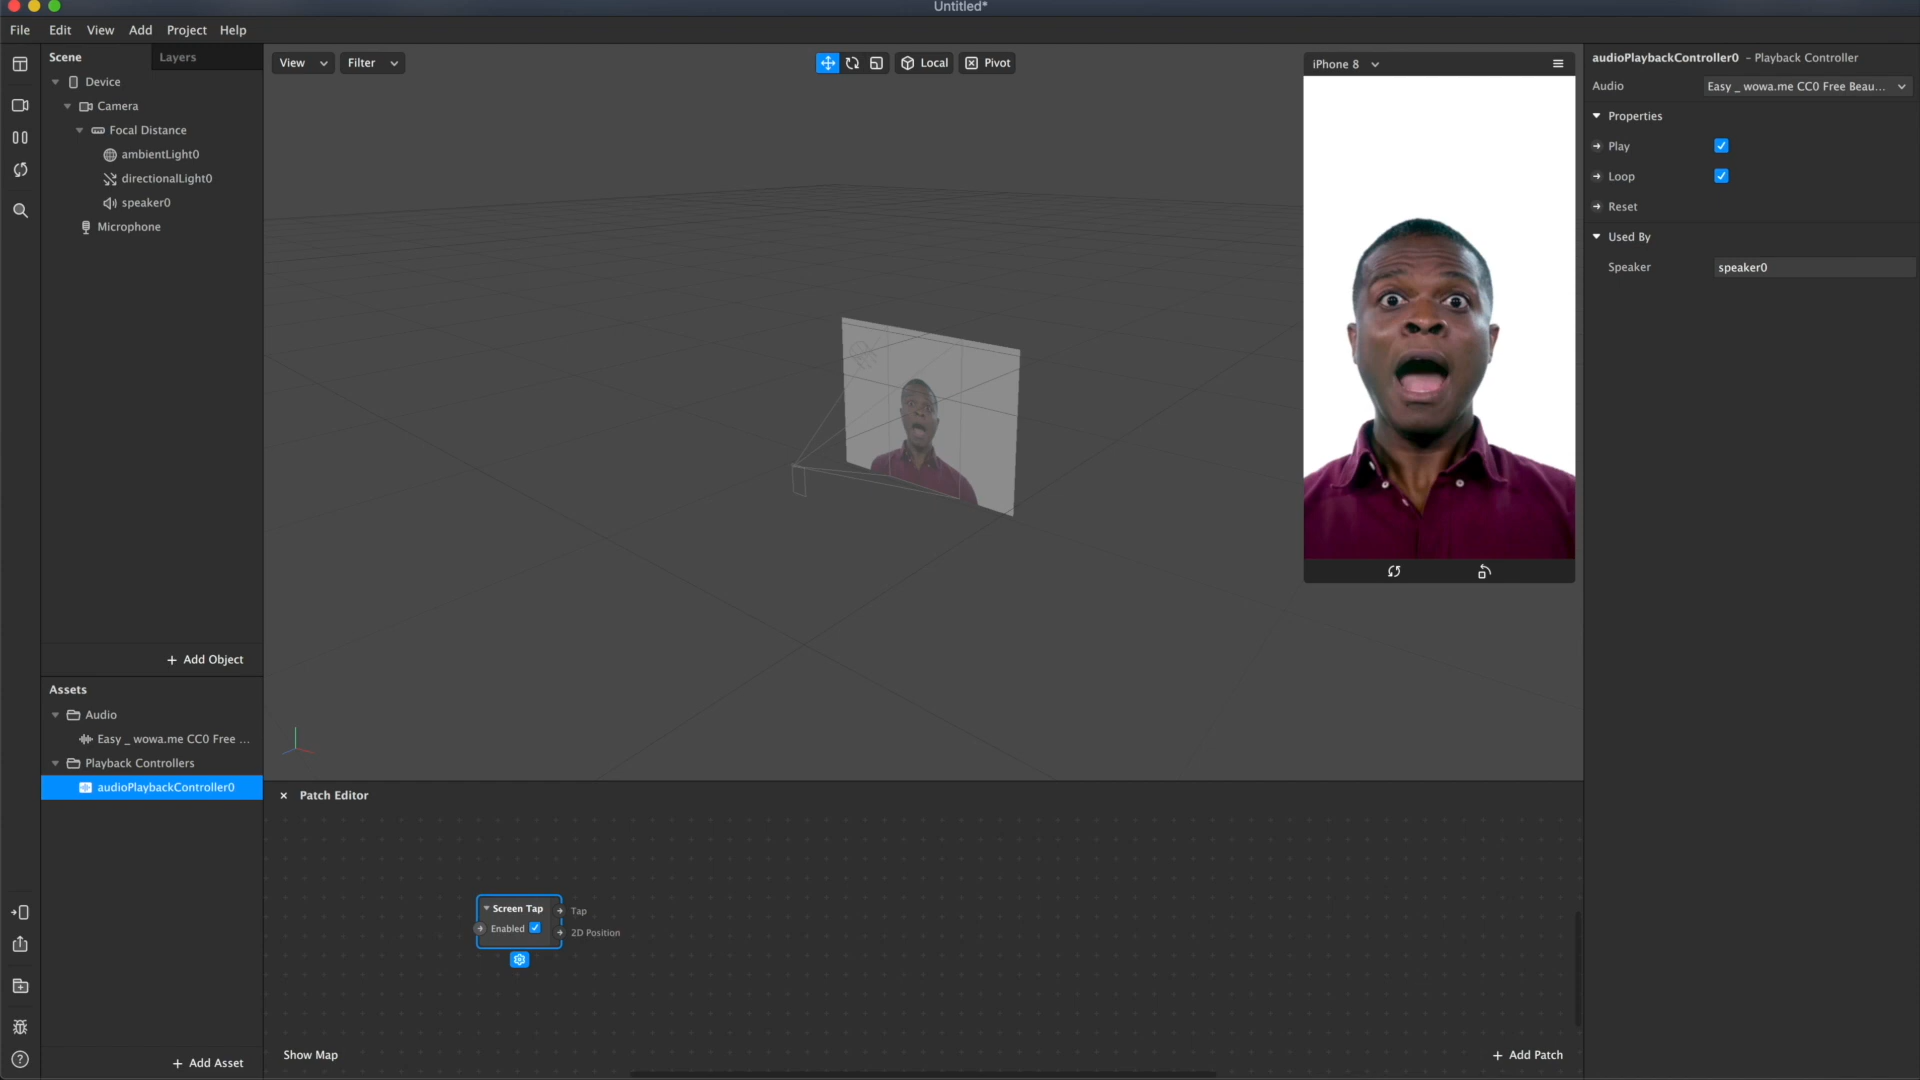 Untitled*
File Edit View Add Project Help
Scene Layers
Device
Camera
Focal Distance
ambientLight0
directionalLight0
speaker0
Microphone
+ Add Object
Assets
Audio
Easy _ wowa.me CC0 Free ...
Playback Controllers
audioPlaybackController0
+ Add Asset
View Filter Local Pivot
iPhone 8
× Patch Editor
Screen Tap
Enabled
Tap
2D Position
Show Map
+ Add Patch
audioPlaybackController0 - Playback Controller
Audio Easy _ wowa.me CC0 Free Beau...
Properties
Play
Loop
Reset
Used By
Speaker speaker0